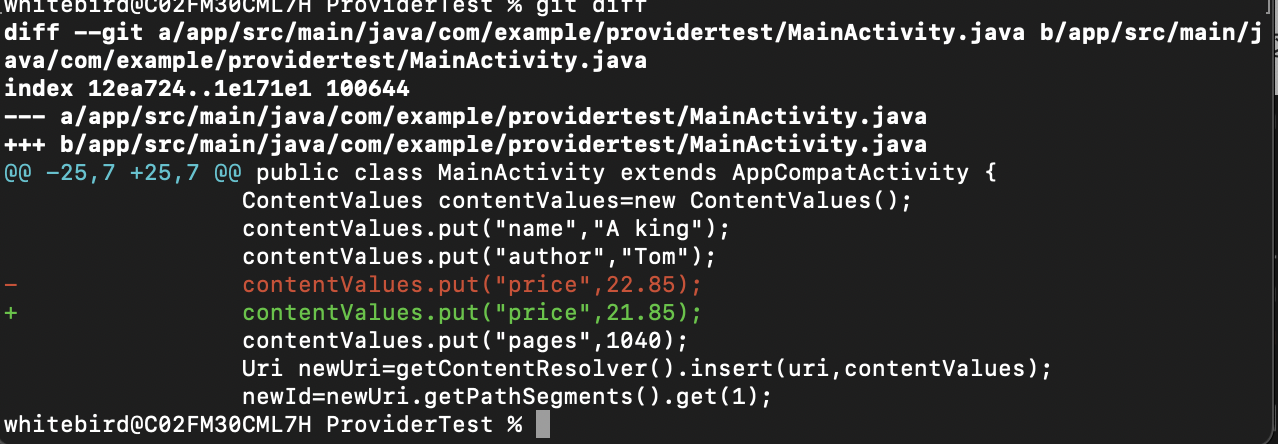 whitebird@C02FM30CML7H ProviderTest % git diff
diff --git a/app/src/main/java/com/example/providertest/MainActivity.java b/app/src/main/j
ava/com/example/providertest/MainActivity.java
index 12ea724..1e171e1 100644
--- a/app/src/main/java/com/example/providertest/MainActivity.java
+++ b/app/src/main/java/com/example/providertest/MainActivity.java
@@ -25,7 +25,7 @@ public class MainActivity extends AppCompatActivity {
                 ContentValues contentValues=new ContentValues();
                 contentValues.put("name","A king");
                 contentValues.put("author","Tom");
-                contentValues.put("price",22.85);
+                contentValues.put("price",21.85);
                 contentValues.put("pages",1040);
                 Uri newUri=getContentResolver().insert(uri,contentValues);
                 newId=newUri.getPathSegments().get(1);
whitebird@C02FM30CML7H ProviderTest %